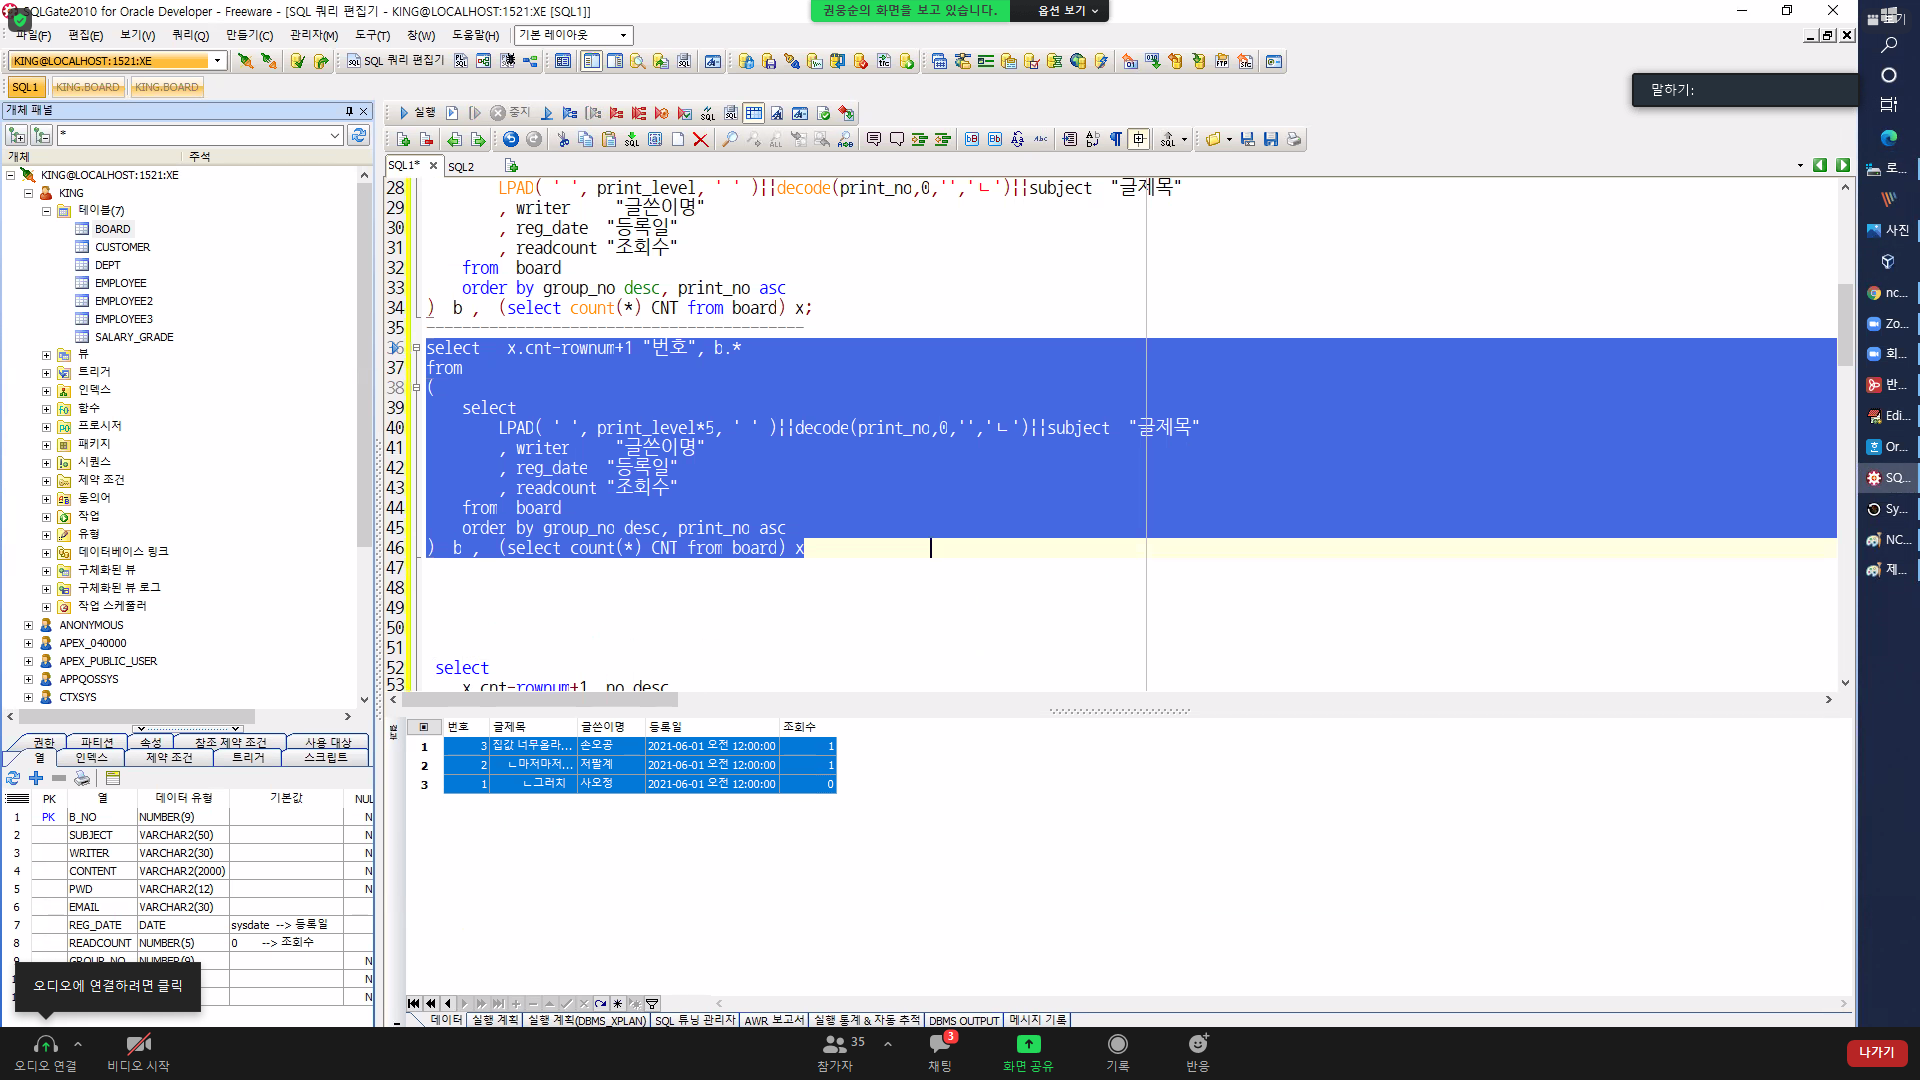 SQLGate2010 for Oracle Developer - Freeware - [SQL 쿼리 편집기 - KING@LOCALHOST:1521:XE [SQL1]]
권웅순의 화면을 보고 있습니다. 옵션 보기
파일(F) 편집(E) 보기(V) 쿼리(Q) 만들기(C) 관리자(M) 도구(T) 창(W) 도움말(H) 기본 레이아웃
KING@LOCALHOST:1521:XE SQL 쿼리 편집기
SQL1 KING.BOARD KING.BOARD
말하기:
개체 패널
실행 중지
*
개체 주석
SQL1* SQL2
KING@LOCALHOST:1521:XE
KING
테이블(7)
BOARD
CUSTOMER
DEPT
EMPLOYEE
EMPLOYEE2
EMPLOYEE3
SALARY_GRADE
뷰
트리거
인덱스
함수
프로시저
패키지
시퀀스
제약 조건
동의어
작업
유형
데이터베이스 링크
구체화된 뷰
구체화된 뷰 로그
작업 스케쥴러
ANONYMOUS
APEX_040000
APEX_PUBLIC_USER
APPQOSSYS
CTXSYS
28 LPAD( ' ', print_level, ' ' )||decode(print_no,0,'','ㄴ')||subject "글제목"
29 , writer "글쓴이명"
30 , reg_date "등록일"
31 , readcount "조회수"
32 from board
33 order by group_no desc, print_no asc
34 ) b , (select count(*) CNT from board) x;
35 ------------------------------------------
36 select x.cnt-rownum+1 "번호", b.*
37 from
38 (
39 select
40 LPAD( ' ', print_level*5, ' ' )||decode(print_no,0,'','ㄴ')||subject "글제목"
41 , writer "글쓴이명"
42 , reg_date "등록일"
43 , readcount "조회수"
44 from board
45 order by group_no desc, print_no asc
46 ) b , (select count(*) CNT from board) x
47
48
49
50
51
52 select
53 x.cnt-rownum+1 no_desc
권한 파티션 속성 참조 제약 조건 사용 대상
열 인덱스 제약 조건 트리거 스크립트
PK 열 데이터 유형 기본값 NUL
1 PK B_NO NUMBER(9) N
2 SUBJECT VARCHAR2(50) N
3 WRITER VARCHAR2(30) N
4 CONTENT VARCHAR2(2000) N
5 PWD VARCHAR2(12) N
6 EMAIL VARCHAR2(30)
7 REG_DATE DATE sysdate --> 등록일
8 READCOUNT NUMBER(5) 0 --> 조회수
9 GROUP_NO NUMBER(9) N
N
N
오디오에 연결하려면 클릭
번호 글제목 글쓴이명 등록일 조회수
1 3 집값 너무올라... 손오공 2021-06-01 오전 12:00:00 1
2 2 ㄴ마저마저... 저팔계 2021-06-01 오전 12:00:00 1
3 1 ㄴ그러치 사오정 2021-06-01 오전 12:00:00 0
데이터 실행 계획 실행 계획(DBMS_XPLAN) SQL 튜닝 관리자 AWR 보고서 실행 통계 & 자동 추적 DBMS OUTPUT 메시지 기록
로...
사진
nc...
Zo...
회...
반...
Edi...
Or...
SQ...
Sy...
NC...
제...
오디오 연결 비디오 시작 참가자 35 채팅 3 화면 공유 기록 반응 나가기